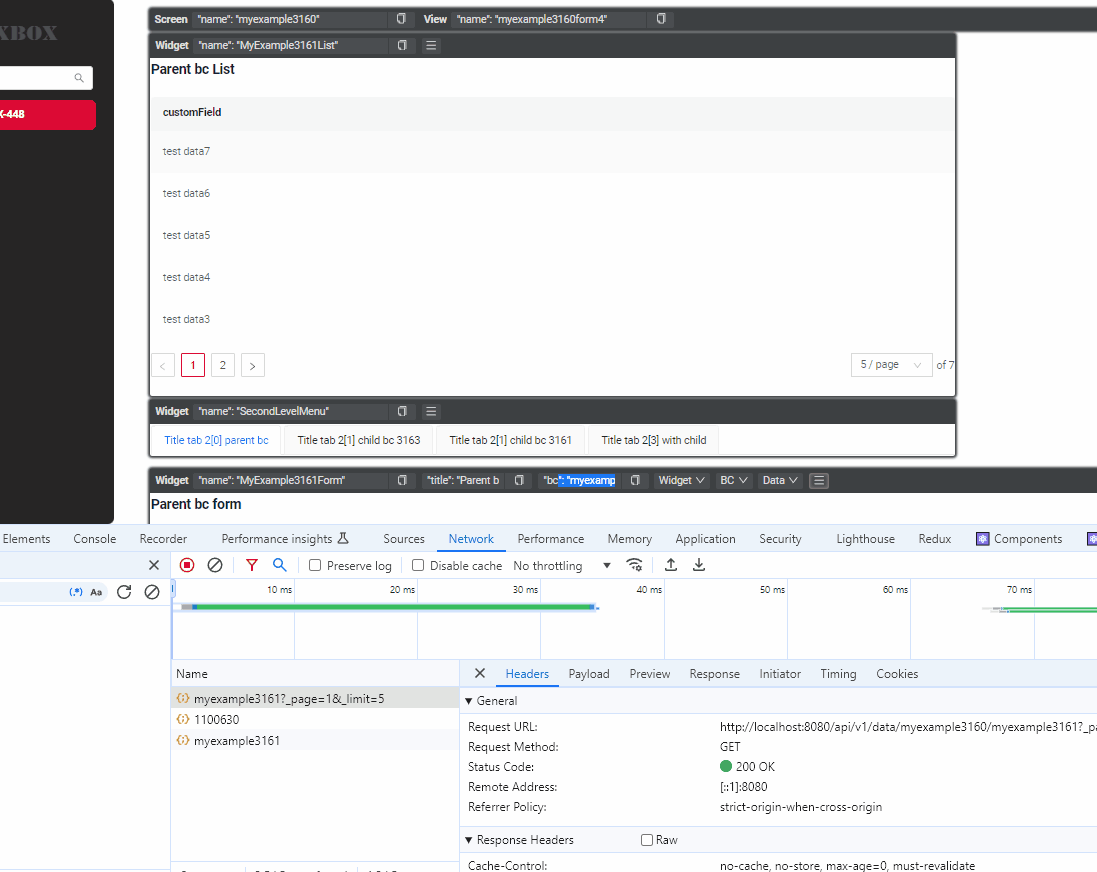 XBOX
Screen "name": "myexample3160" View "name": "myexample3160form4"
Widget "name": "MyExample3161List"
Parent bc List
X-448
customField
test data7
test data6
test data5
test data4
test data3
< 1 2 > 5 / page of 7
Widget "name": "SecondLevelMenu"
Title tab 2[0] parent bc Title tab 2[1] child bc 3163 Title tab 2[1] child bc 3161 Title tab 2[3] with child
Widget "name": "MyExample3161Form" "title": "Parent b "bc": "myexamp Widget BC Data
Parent bc form
Elements Console Recorder Performance insights Sources Network Performance Memory Application Security Lighthouse Redux Components
Preserve log Disable cache No throttling
(.*) Aa
10 ms 20 ms 30 ms 40 ms 50 ms 60 ms 70 ms
Name Headers Payload Preview Response Initiator Timing Cookies
myexample3161?_page=1&_limit=5
1100630
myexample3161
General
Request URL: http://localhost:8080/api/v1/data/myexample3160/myexample3161?_pa
Request Method: GET
Status Code: 200 OK
Remote Address: [::1]:8080
Referrer Policy: strict-origin-when-cross-origin
Response Headers Raw
Cache-Control: no-cache, no-store, max-age=0, must-revalidate